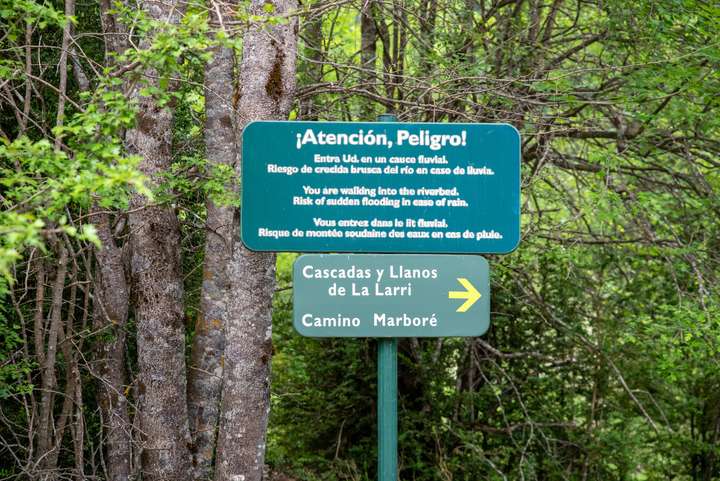 ¡Atención, Peligro!
Entra Ud. en un cauce fluvial.
Riesgo de crecida brusca del río en caso de lluvia.
You are walking into the riverbed.
Risk of sudden flooding in case of rain.
Vous entrez dans le lit fluvial.
Risque de montée soudaine des eaux en cas de pluie.
Cascadas y Llanos
de La Larri
Camino Marboré